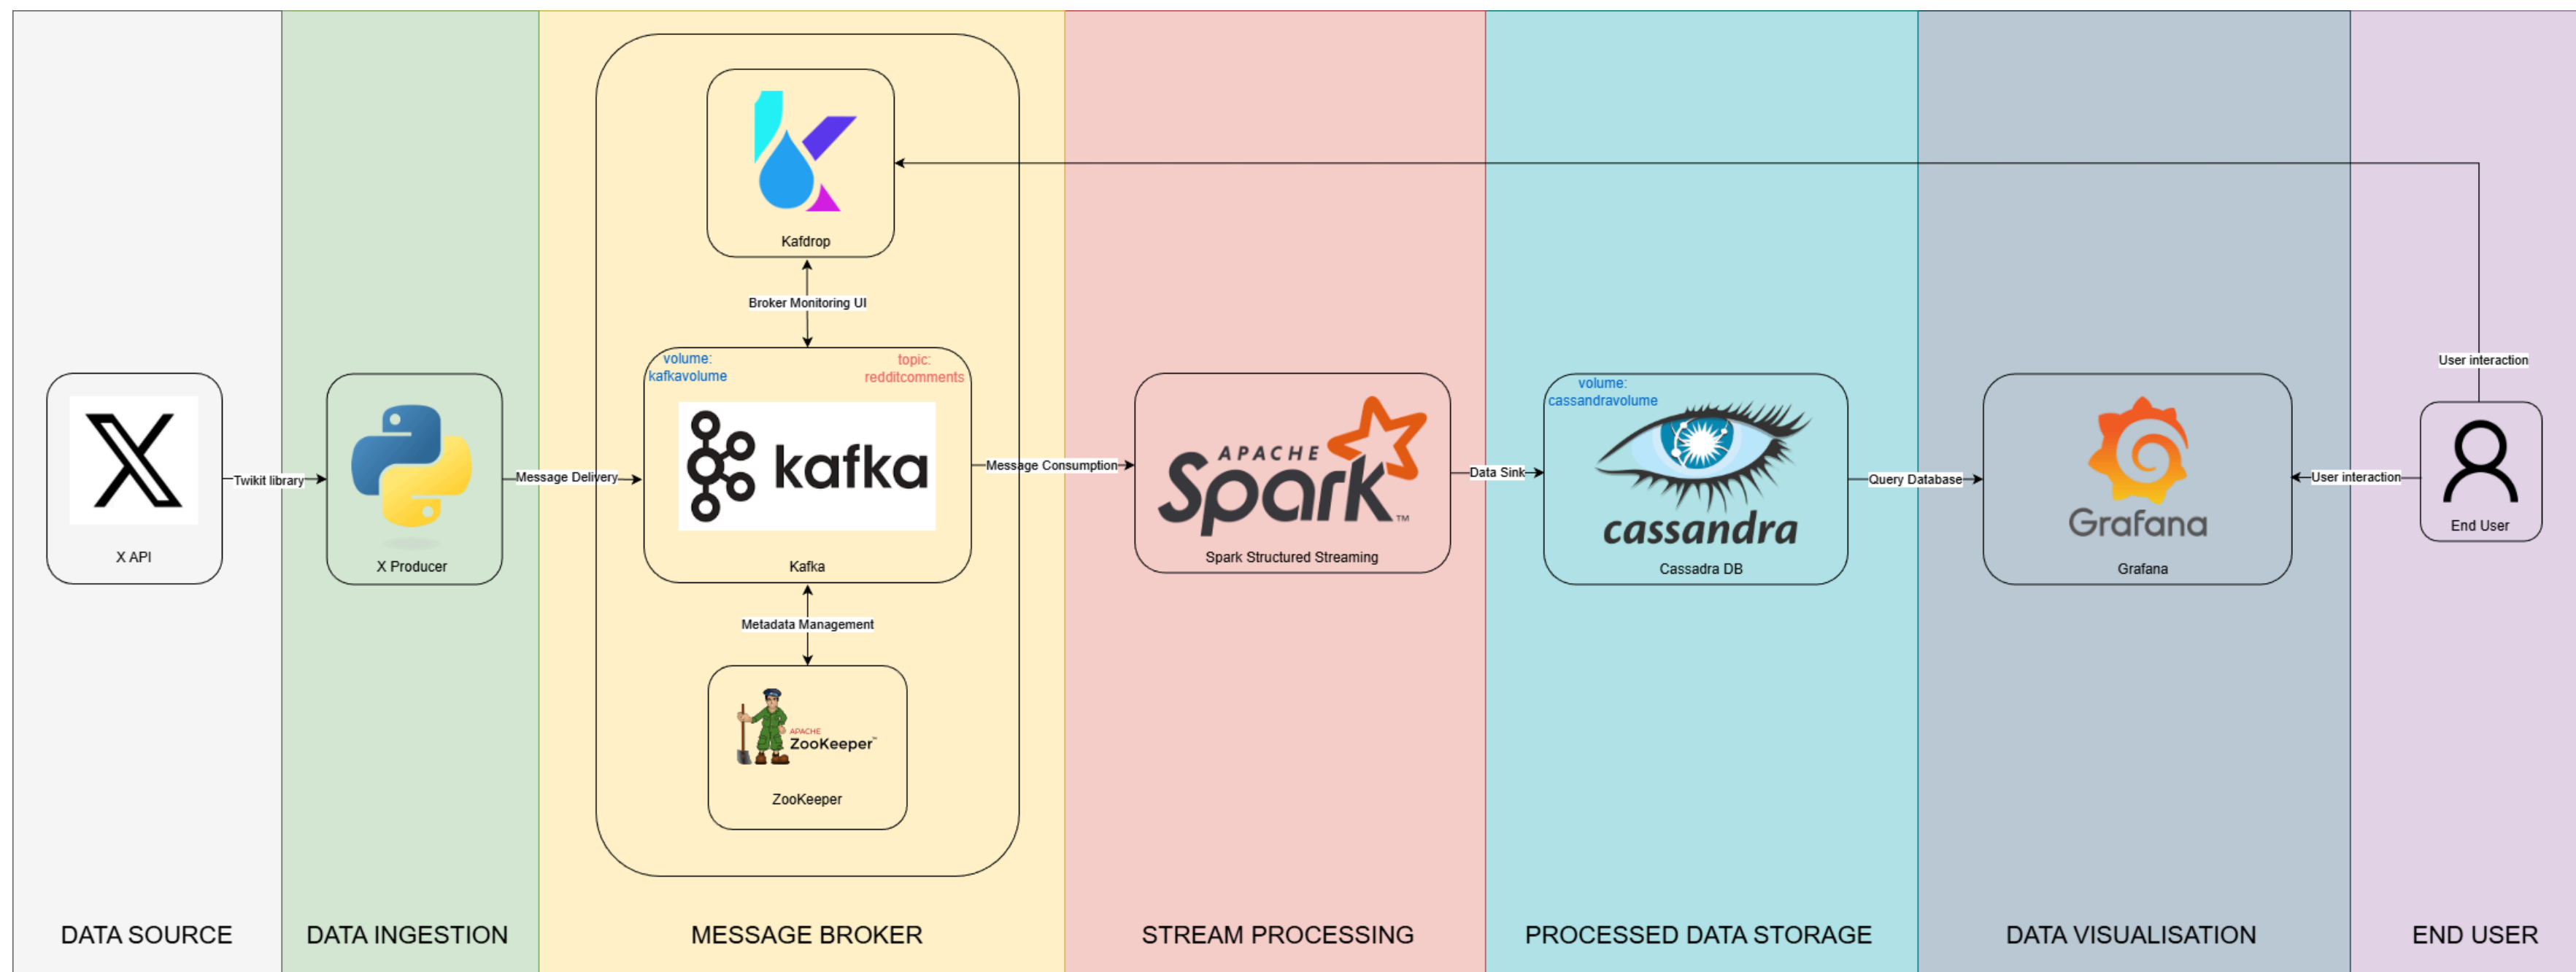 Kafdrop
Broker Monitoring UI
User interaction
volume:
kafkavolume
topic:
redditcomments
volume:
cassandravolume
kafka
APACHE
Spark
TM
cassandra
Grafana
Twikit library
Message Delivery
Message Consumption
Data Sink
Query Database
User interaction
X API
X Producer
Kafka
Spark Structured Streaming
Cassadra DB
Grafana
End User
Metadata Management
APACHE
ZooKeeper™
ZooKeeper
DATA SOURCE
DATA INGESTION
MESSAGE BROKER
STREAM PROCESSING
PROCESSED DATA STORAGE
DATA VISUALISATION
END USER